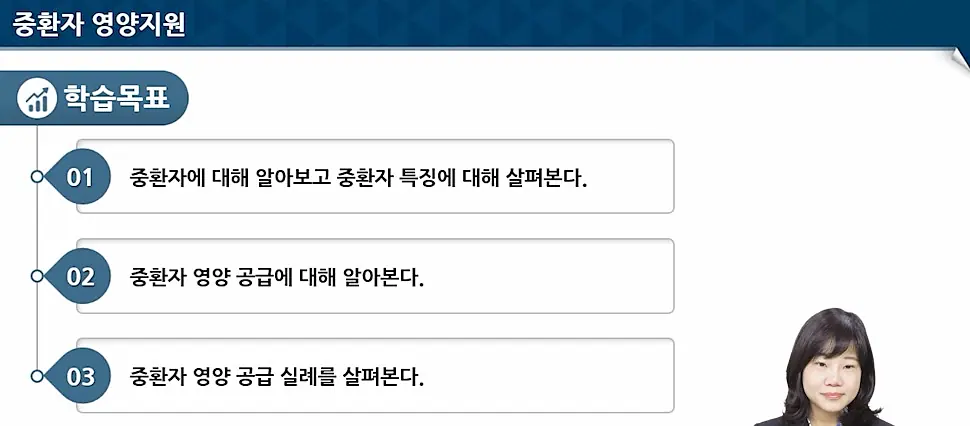 중환자 영양지원
학습목표
01 중환자에 대해 알아보고 중환자 특징에 대해 살펴본다.
02 중환자 영양 공급에 대해 알아본다.
03 중환자 영양 공급 실례를 살펴본다.